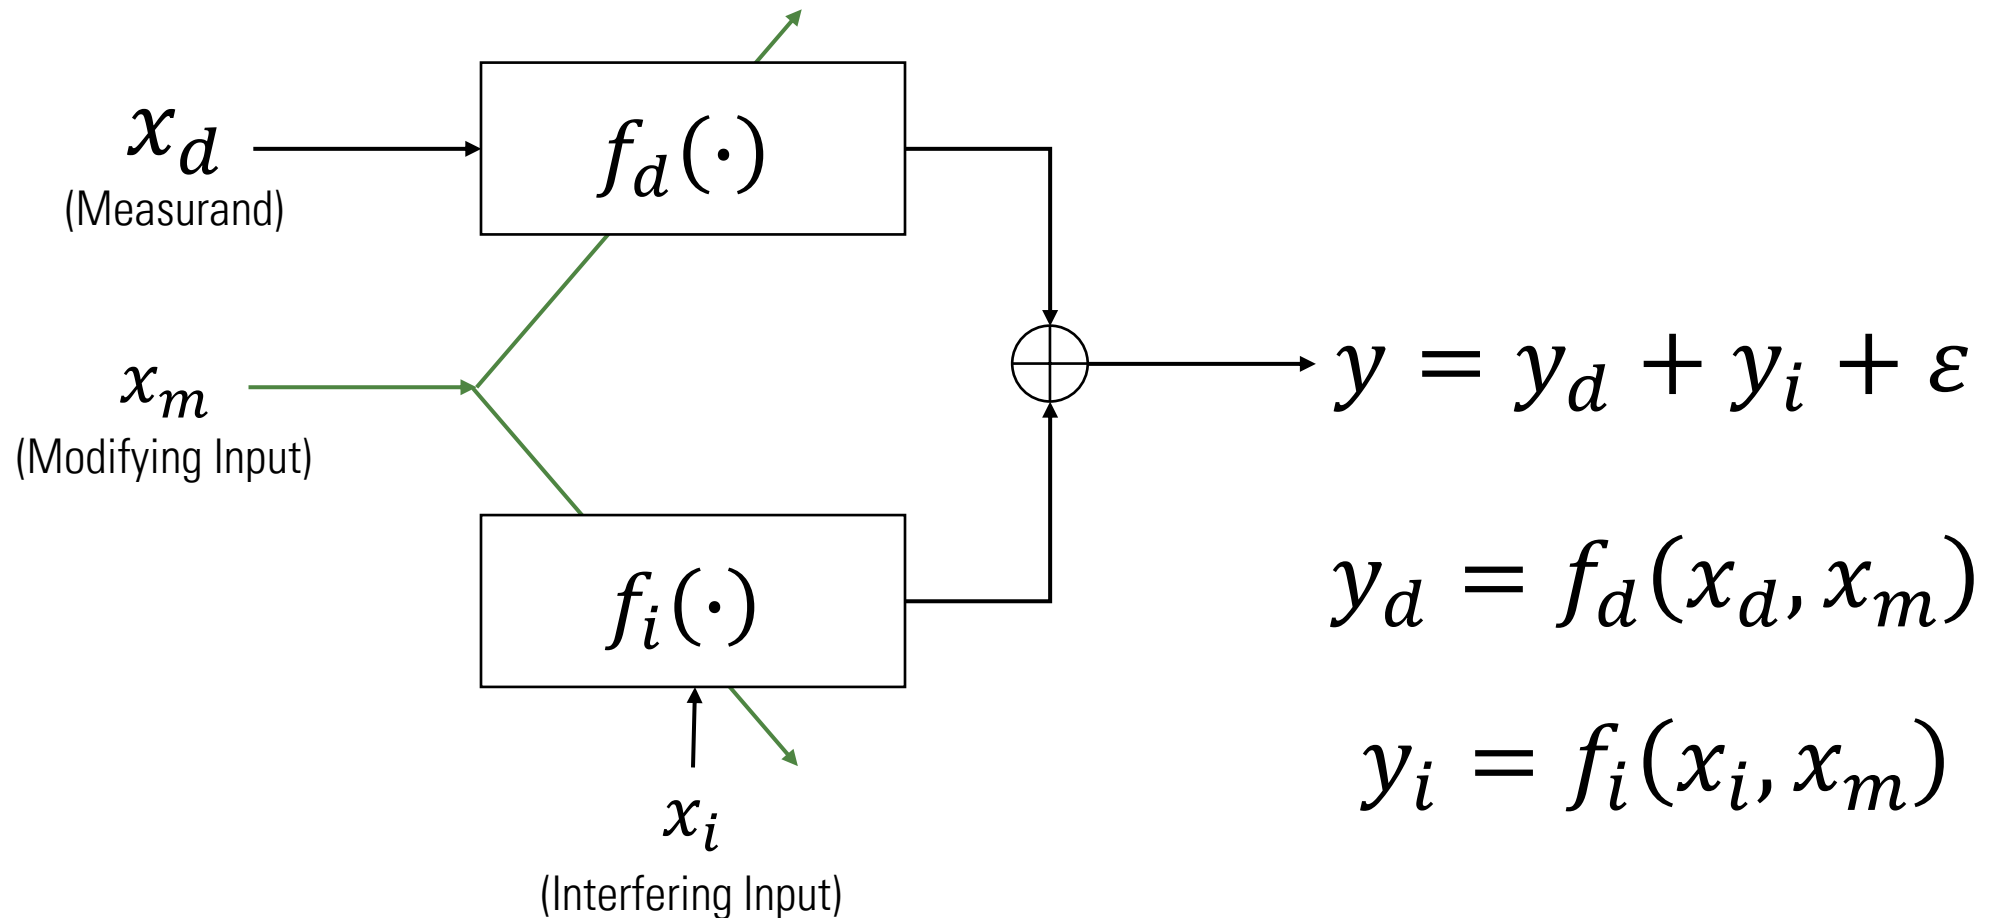 x_d
(Measurand)
f_d(·)
x_m
(Modifying Input)
y = y_d + y_i + ε
y_d = f_d(x_d, x_m)
f_i(·)
y_i = f_i(x_i, x_m)
x_i
(Interfering Input)